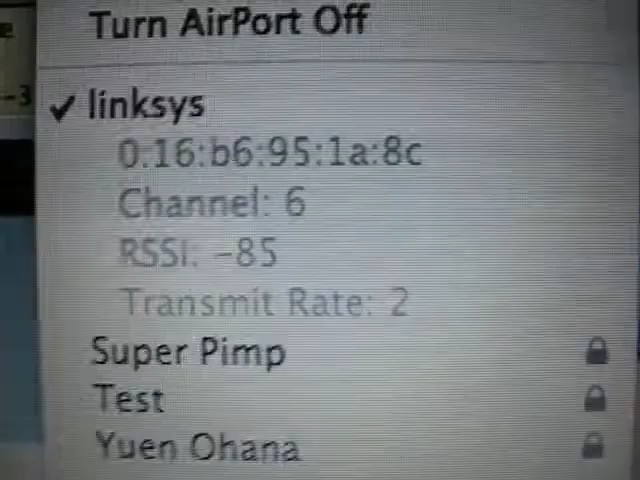 Turn AirPort Off
e
-3
✓ linksys
0:16:b6:95:1a:8c
Channel: 6
RSSI: -85
Transmit Rate: 2
Super Pimp
Test
Yuen Ohana